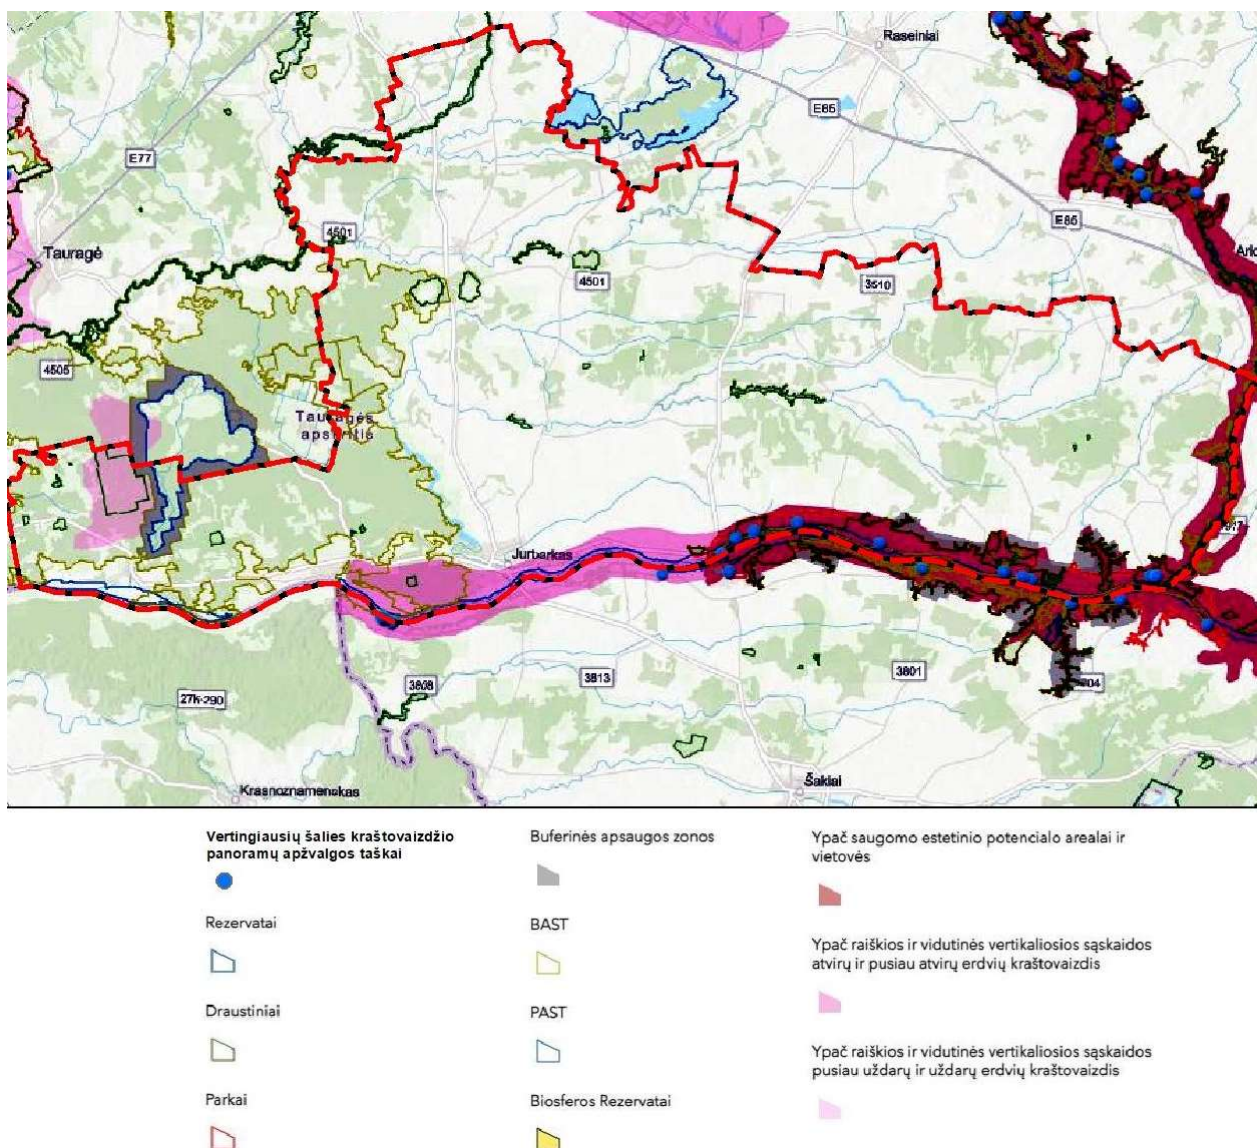 Raseiniai
E85
E77
4501
Tauragė
E85
4501
3510
4505
Tauragės
apskritis
Jurbarkas
3813
3801
3808
27K-290
Krasnoznamenskas
Šakiai
Vertingiausių šalies kraštovaizdžio
panoramų apžvalgos taškai
Rezervatai
Draustiniai
Parkai
Buferinės apsaugos zonos
BAST
PAST
Biosferos Rezervatai
Ypač saugomo estetinio potencialo arealai ir
vietovės
Ypač raiškios ir vidutinės vertikaliosios sąskaidos
atvirų ir pusiau atvirų erdvių kraštovaizdis
Ypač raiškios ir vidutinės vertikaliosios sąskaidos
pusiau uždarų ir uždarų erdvių kraštovaizdis